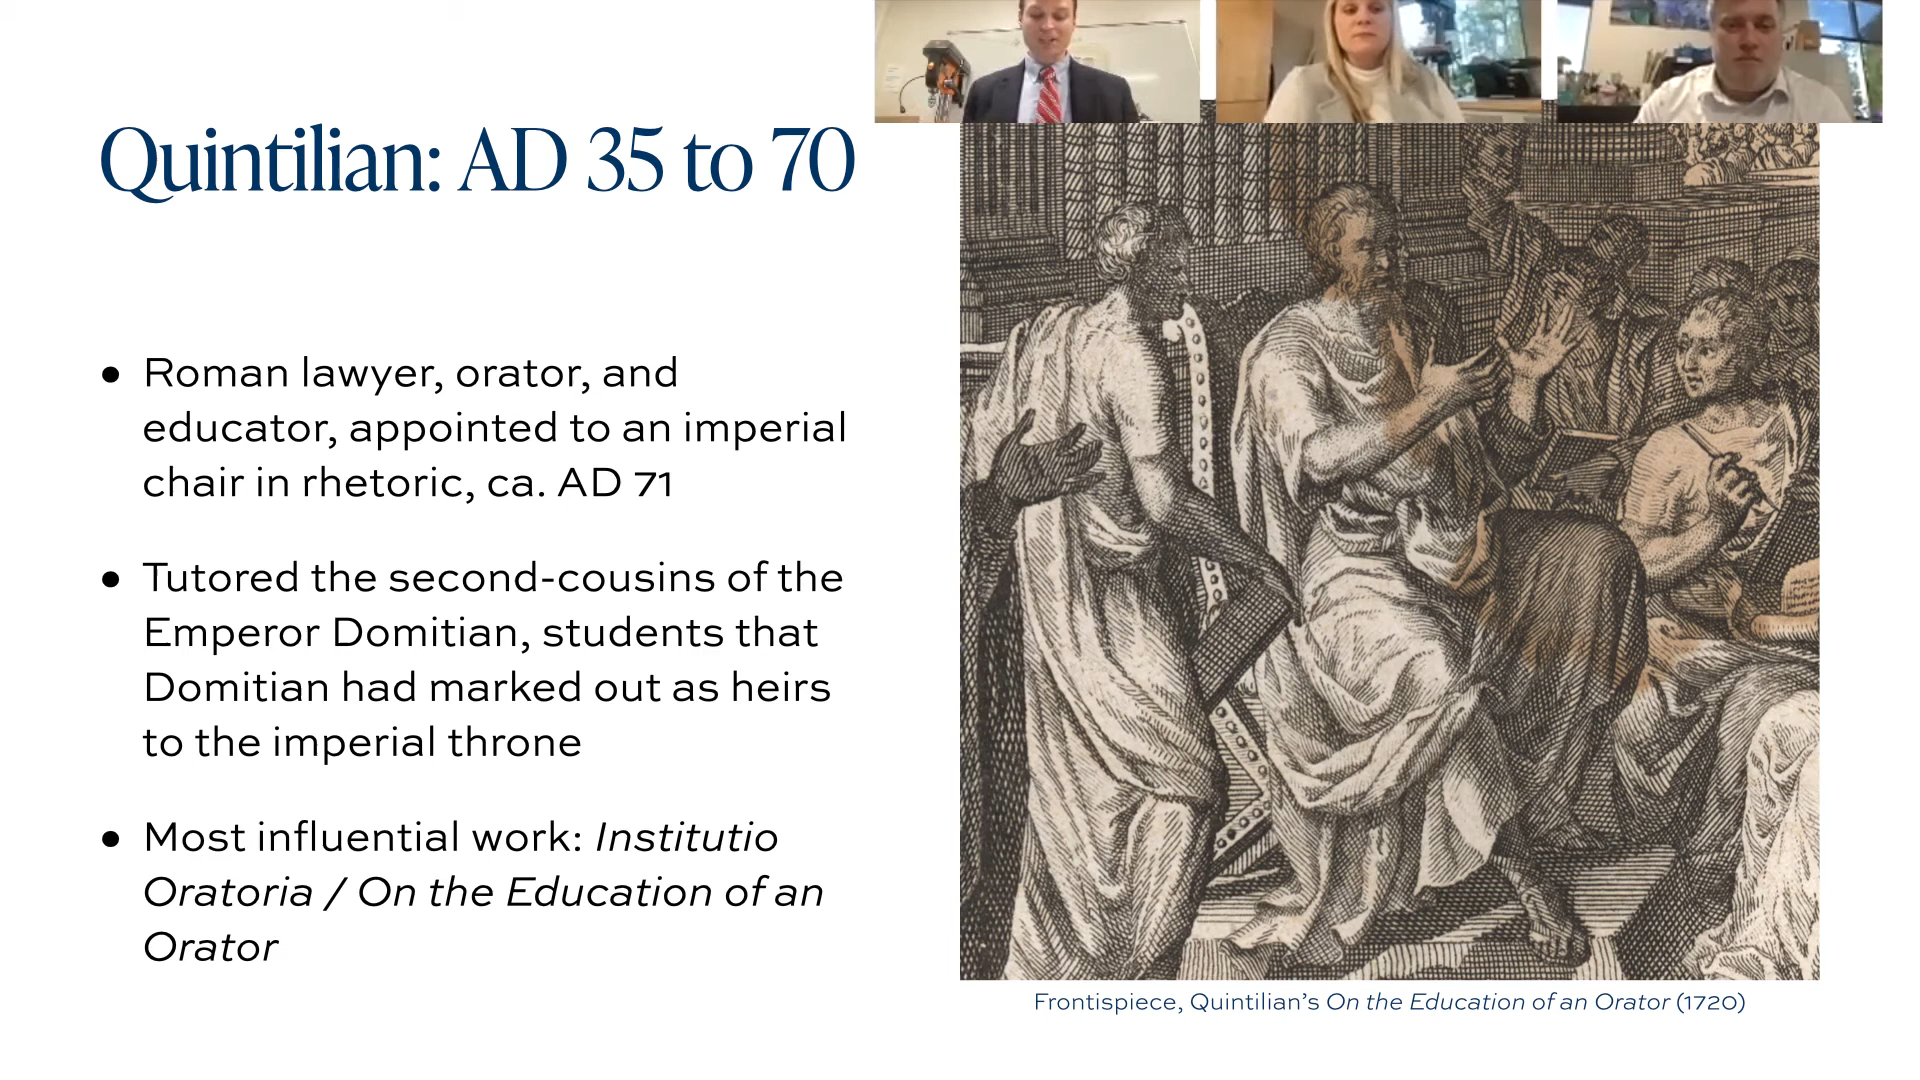 Quintilian: AD 35 to 70
• Roman lawyer, orator, and
educator, appointed to an imperial
chair in rhetoric, ca. AD 71
• Tutored the second-cousins of the
Emperor Domitian, students that
Domitian had marked out as heirs
to the imperial throne
• Most influential work: Institutio
Oratoria / On the Education of an
Orator
Frontispiece, Quintilian’s On the Education of an Orator (1720)